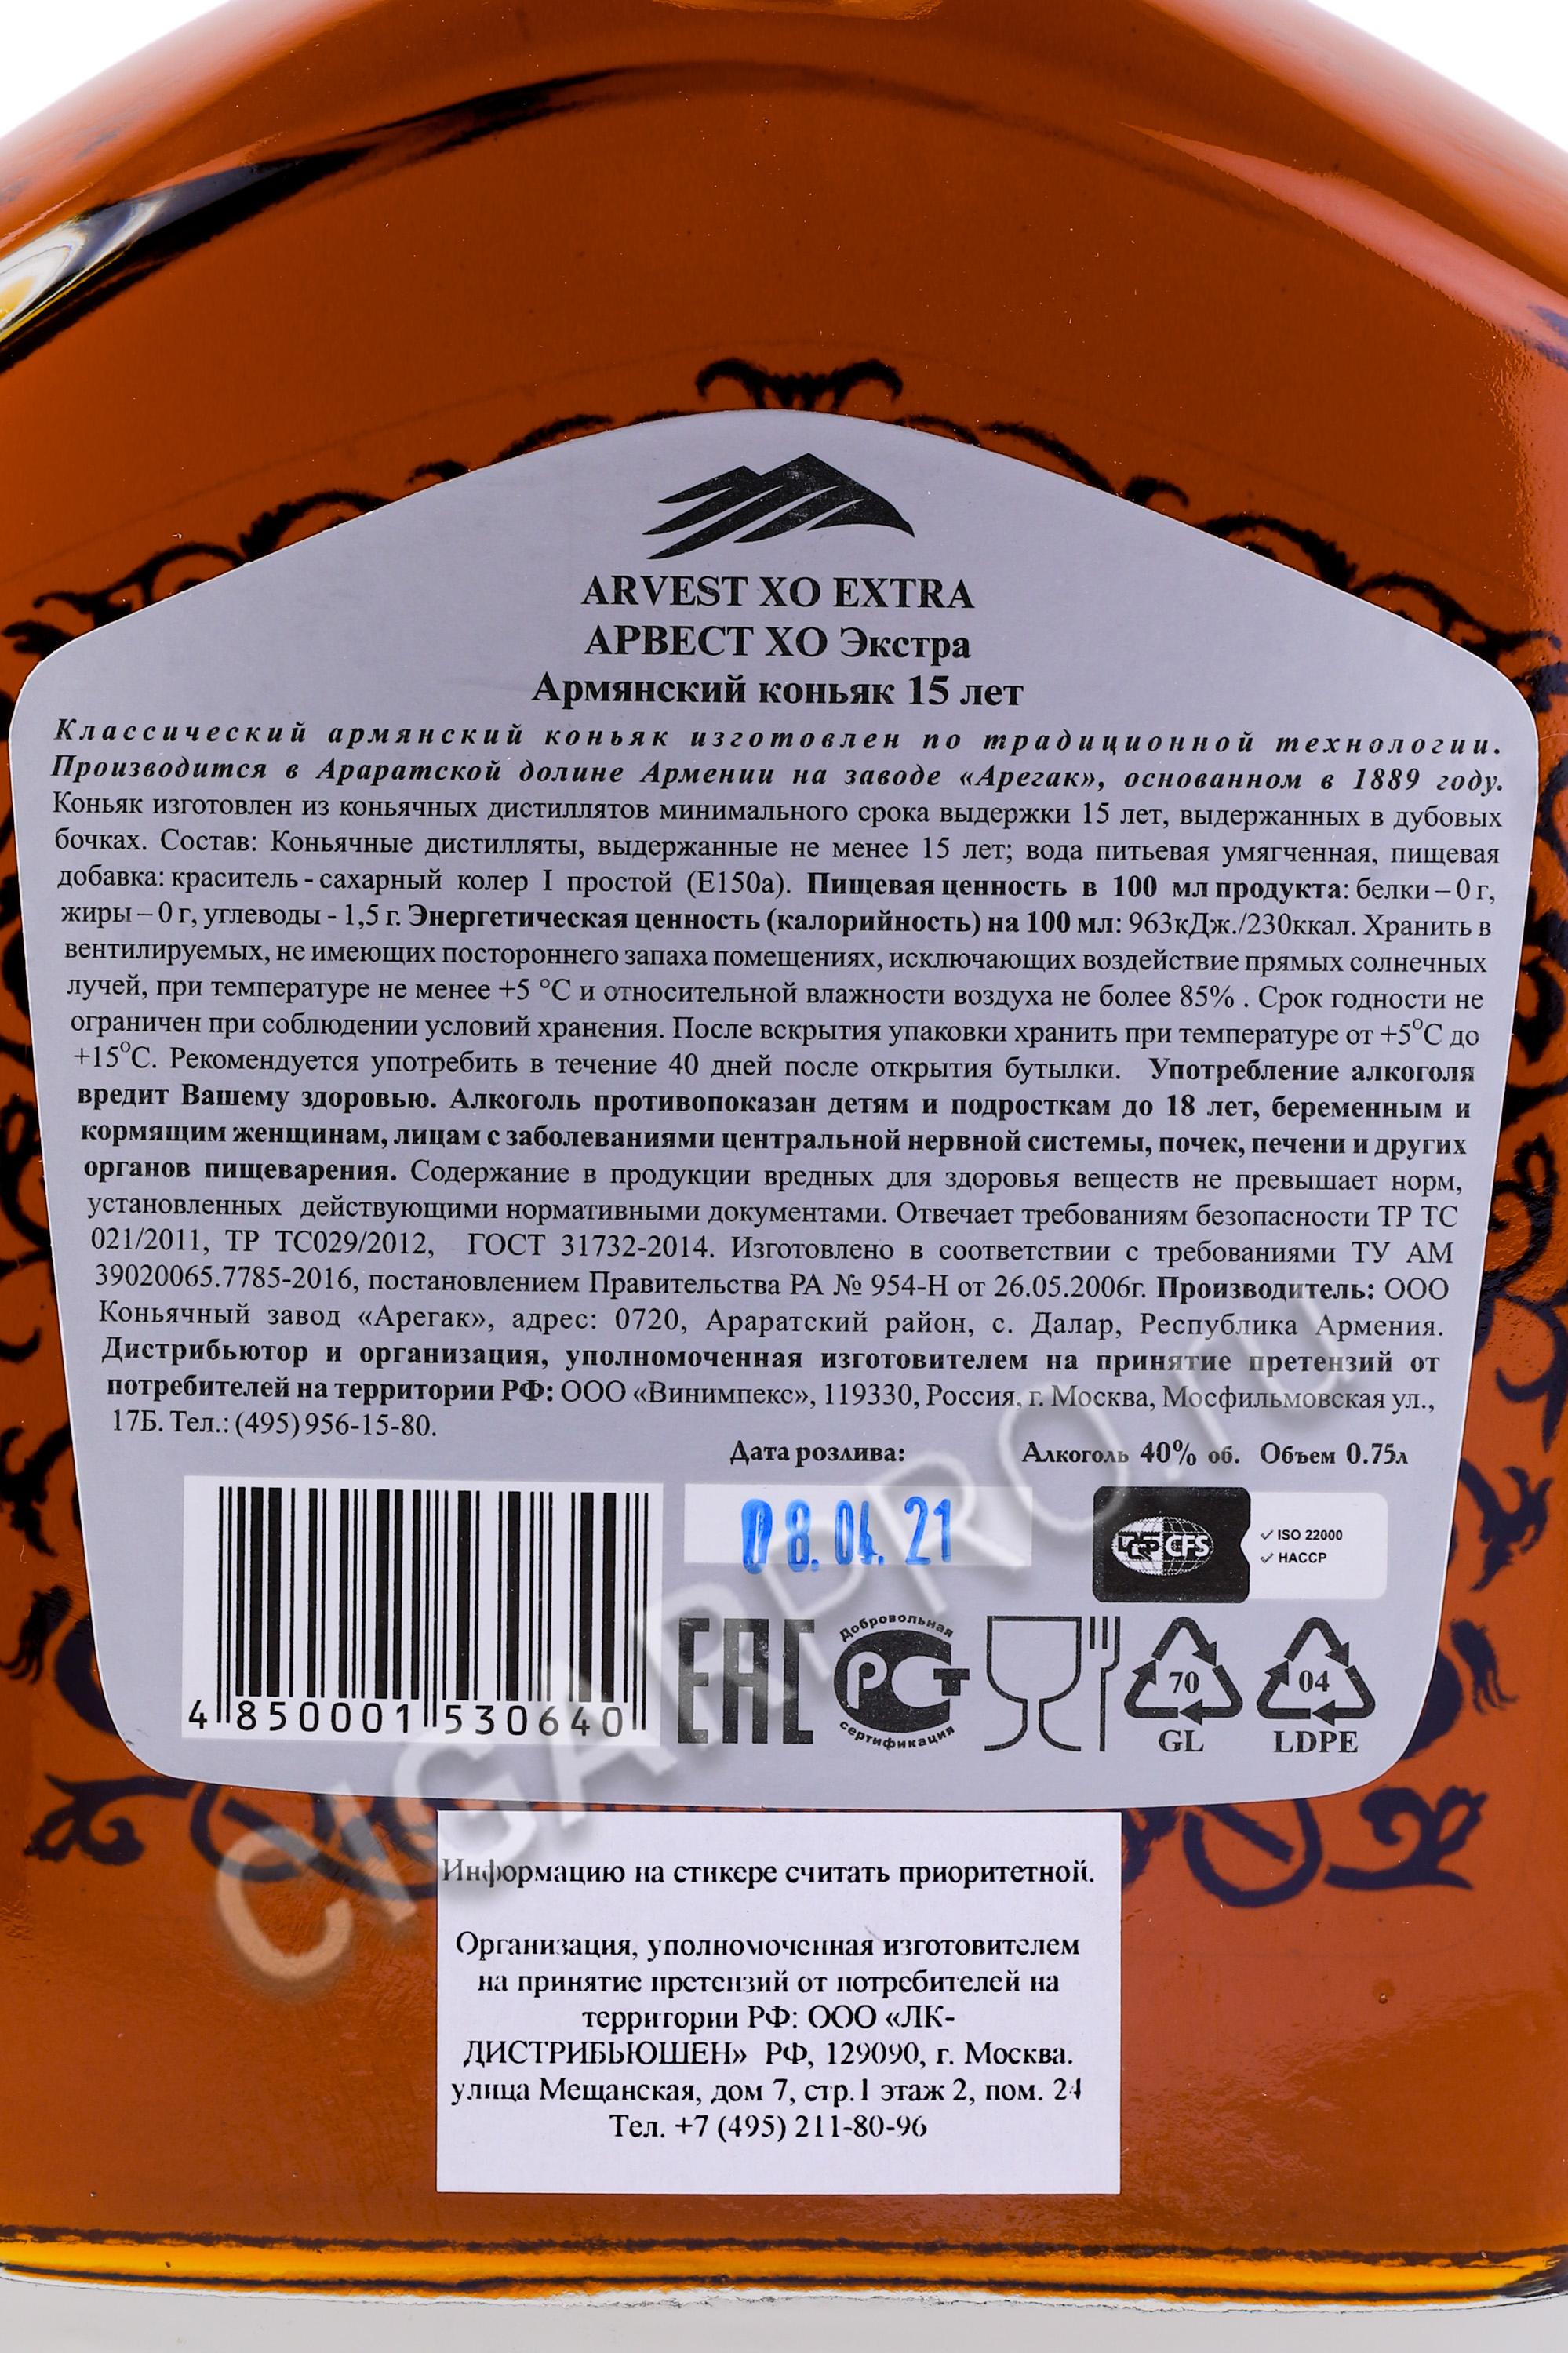 ARVEST XO EXTRA
АРВЕСТ ХО Экстра
Армянский коньяк 15 лет
Классический армянский коньяк изготовлен по традиционной технологии.
Производится в Араратской долине Армении на заводе «Арегак», основанном в 1889 году.
Коньяк изготовлен из коньячных дистиллятов минимального срока выдержки 15 лет, выдержанных в дубовых
бочках. Состав: Коньячные дистилляты, выдержанные не менее 15 лет; вода питьевая умягченная, пищевая
добавка: краситель - сахарный колер I простой (Е150а). Пищевая ценность в 100 мл продукта: белки – 0 г,
жиры – 0 г, углеводы - 1,5 г. Энергетическая ценность (калорийность) на 100 мл: 963кДж./230ккал. Хранить в
вентилируемых, не имеющих постороннего запаха помещениях, исключающих воздействие прямых солнечных
лучей, при температуре не менее +5 °С и относительной влажности воздуха не более 85% . Срок годности не
ограничен при соблюдении условий хранения. После вскрытия упаковки хранить при температуре от +5°С до
+15°С. Рекомендуется употребить в течение 40 дней после открытия бутылки. Употребление алкоголя
вредит Вашему здоровью. Алкоголь противопоказан детям и подросткам до 18 лет, беременным и
кормящим женщинам, лицам с заболеваниями центральной нервной системы, почек, печени и других
органов пищеварения. Содержание в продукции вредных для здоровья веществ не превышает норм,
установленных действующими нормативными документами. Отвечает требованиям безопасности ТР ТС
021/2011, ТР ТС029/2012, ГОСТ 31732-2014. Изготовлено в соответствии с требованиями ТУ АМ
39020065.7785-2016, постановлением Правительства РА № 954-Н от 26.05.2006г. Производитель: ООО
Коньячный завод «Арегак», адрес: 0720, Араратский район, с. Далар, Республика Армения.
Дистрибьютор и организация, уполномоченная изготовителем на принятие претензий от
потребителей на территории РФ: ООО «Винимпекс», 119330, Россия, г. Москва, Мосфильмовская ул.,
17Б. Тел.: (495) 956-15-80.
Дата розлива: Алкоголь 40% об. Объем 0.75л
08.04.21
CFS
ISO 22000
HACCP
4 850001 530640
ЕАС
Добровольная
РСТ
сертификация
70
GL
04
LDPE
CIGARPRO.ru
Информацию на стикере считать приоритетной.
Организация, уполномоченная изготовителем
на принятие претензий от потребителей на
территории РФ: ООО «ЛК-
ДИСТРИБЬЮШЕН» РФ, 129090, г. Москва.
улица Мещанская, дом 7, стр.1 этаж 2, пом. 24
Тел. +7 (495) 211-80-96